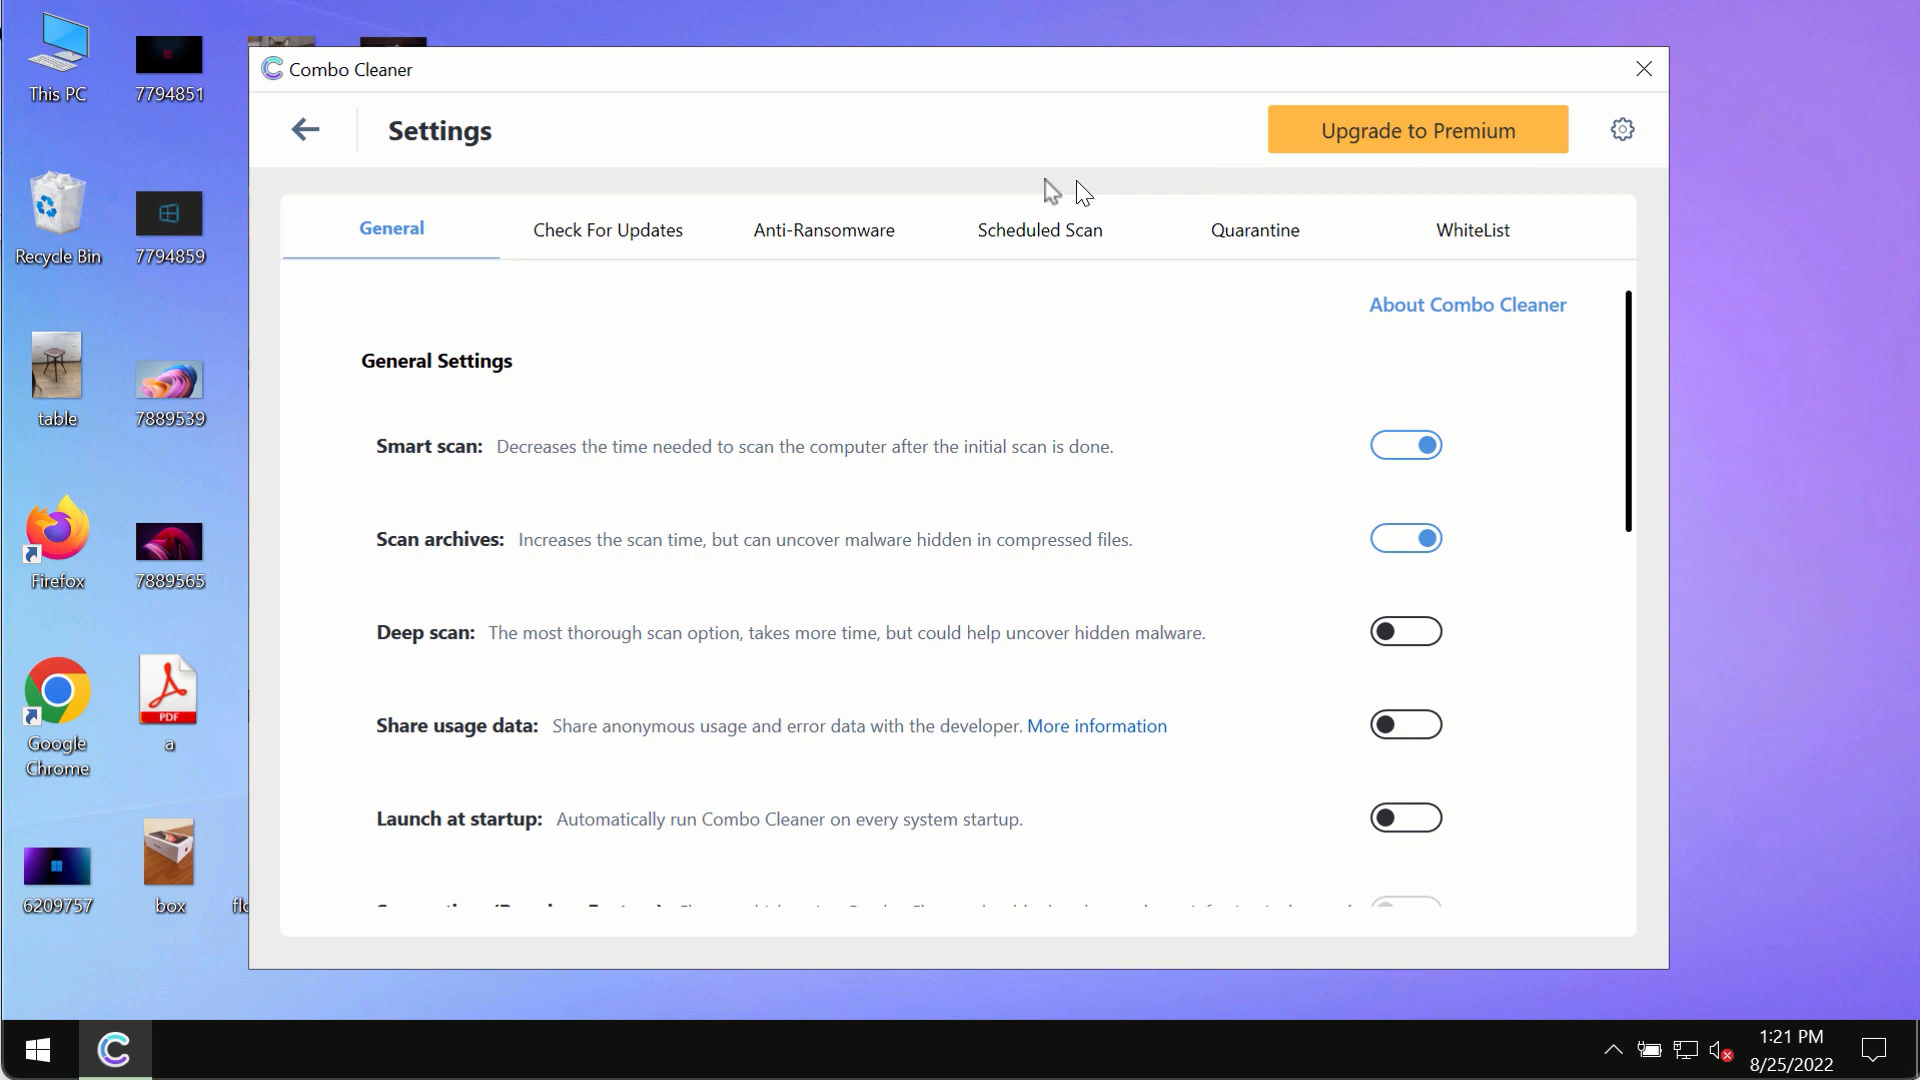 This PC
7794851
Recycle Bin
7794859
table
7889539
Firefox
7889565
Google
Chrome
PDF
a
6209757
box
Combo Cleaner
Settings
Upgrade to Premium
General
Check For Updates
Anti-Ransomware
Scheduled Scan
Quarantine
WhiteList
About Combo Cleaner
General Settings
Smart scan: Decreases the time needed to scan the computer after the initial scan is done.
Scan archives: Increases the scan time, but can uncover malware hidden in compressed files.
Deep scan: The most thorough scan option, takes more time, but could help uncover hidden malware.
Share usage data: Share anonymous usage and error data with the developer. More information
Launch at startup: Automatically run Combo Cleaner on every system startup.
1:21 PM
8/25/2022